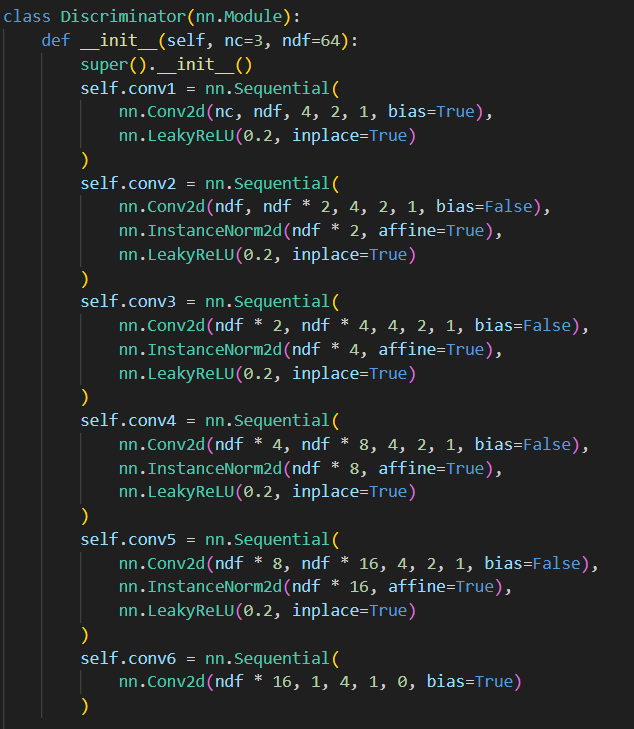 class Discriminator(nn.Module):
    def __init__(self, nc=3, ndf=64):
        super().__init__()
        self.conv1 = nn.Sequential(
            nn.Conv2d(nc, ndf, 4, 2, 1, bias=True),
            nn.LeakyReLU(0.2, inplace=True)
        )
        self.conv2 = nn.Sequential(
            nn.Conv2d(ndf, ndf * 2, 4, 2, 1, bias=False),
            nn.InstanceNorm2d(ndf * 2, affine=True),
            nn.LeakyReLU(0.2, inplace=True)
        )
        self.conv3 = nn.Sequential(
            nn.Conv2d(ndf * 2, ndf * 4, 4, 2, 1, bias=False),
            nn.InstanceNorm2d(ndf * 4, affine=True),
            nn.LeakyReLU(0.2, inplace=True)
        )
        self.conv4 = nn.Sequential(
            nn.Conv2d(ndf * 4, ndf * 8, 4, 2, 1, bias=False),
            nn.InstanceNorm2d(ndf * 8, affine=True),
            nn.LeakyReLU(0.2, inplace=True)
        )
        self.conv5 = nn.Sequential(
            nn.Conv2d(ndf * 8, ndf * 16, 4, 2, 1, bias=False),
            nn.InstanceNorm2d(ndf * 16, affine=True),
            nn.LeakyReLU(0.2, inplace=True)
        )
        self.conv6 = nn.Sequential(
            nn.Conv2d(ndf * 16, 1, 4, 1, 0, bias=True)
        )